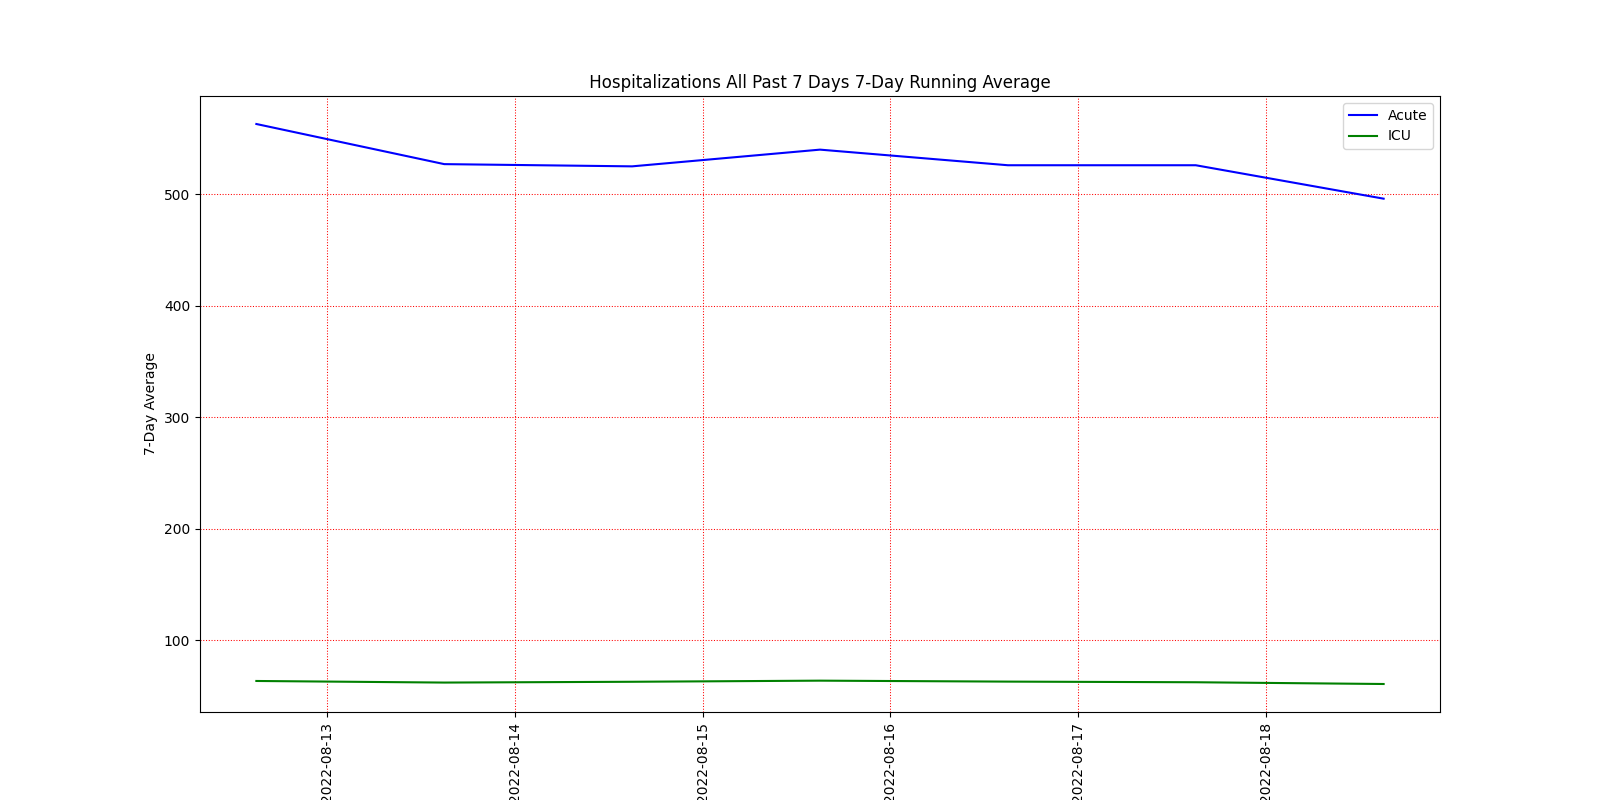 Hospitalizations All Past 7 Days 7-Day Running Average
Acute
ICU
7-Day Average
500
400
300
200
100
2022-08-13
2022-08-14
2022-08-15
2022-08-16
2022-08-17
2022-08-18